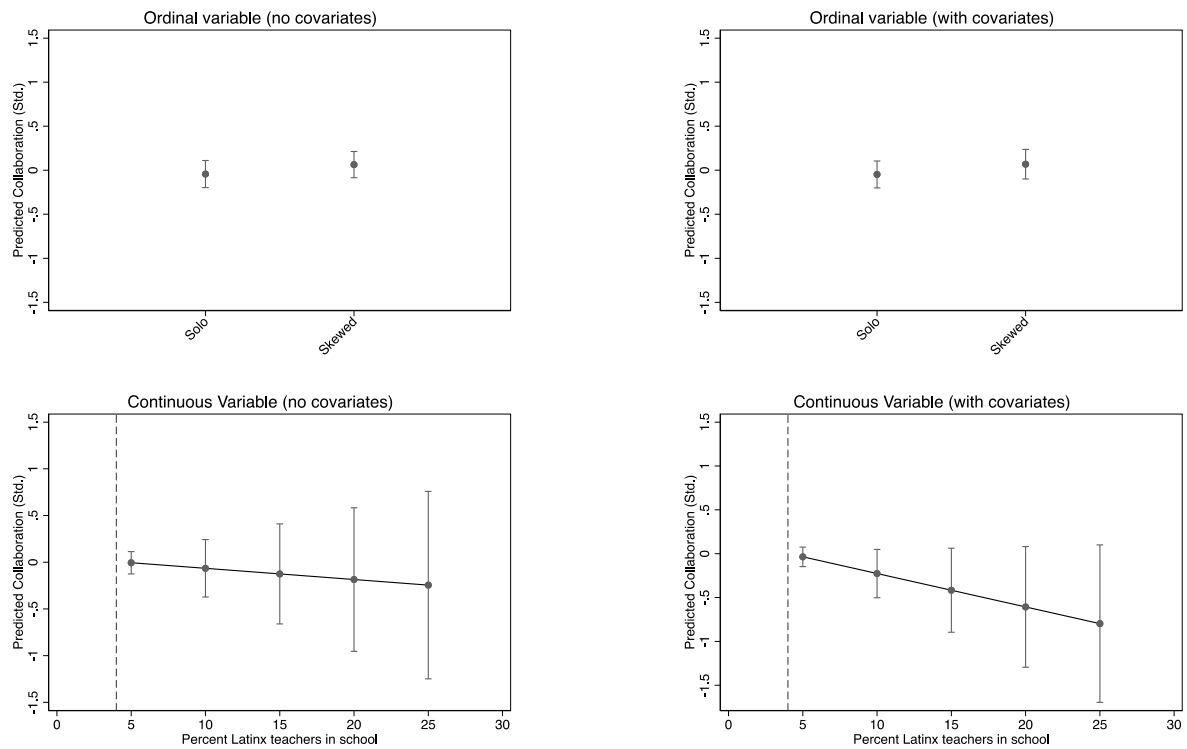 Ordinal variable (no covariates)
Predicted Collaboration (Std.)
1.5
1
.5
0
-.5
-1
-1.5
Solo
Skewed
Ordinal variable (with covariates)
Predicted Collaboration (Std.)
1.5
1
.5
0
-.5
-1
-1.5
Solo
Skewed
Continuous Variable (no covariates)
Predicted Collaboration (Std.)
1.5
1
.5
0
-.5
-1
-1.5
0 5 10 15 20 25 30
Percent Latinx teachers in school
Continuous Variable (with covariates)
Predicted Collaboration (Std.)
1.5
1
.5
0
-.5
-1
-1.5
0 5 10 15 20 25 30
Percent Latinx teachers in school